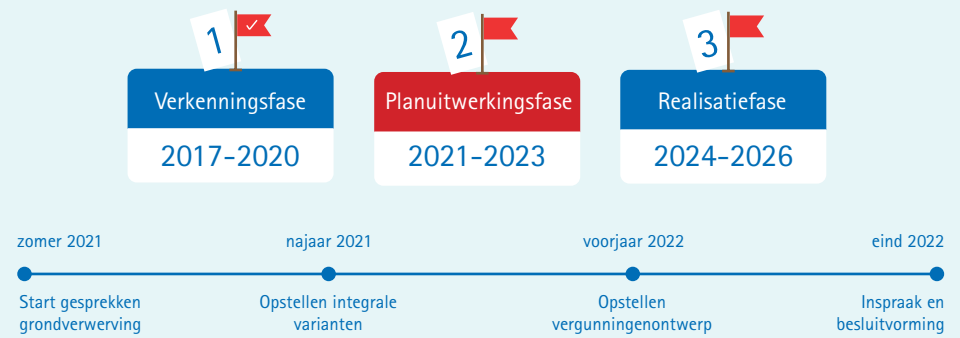 1
2
3
Verkenningsfase
Planuitwerkingsfase
Realisatiefase
2017-2020
2021-2023
2024-2026
zomer 2021
najaar 2021
voorjaar 2022
eind 2022
Start gesprekken
grondverwerving
Opstellen integrale
varianten
Opstellen
vergunningenontwerp
Inspraak en
besluitvorming